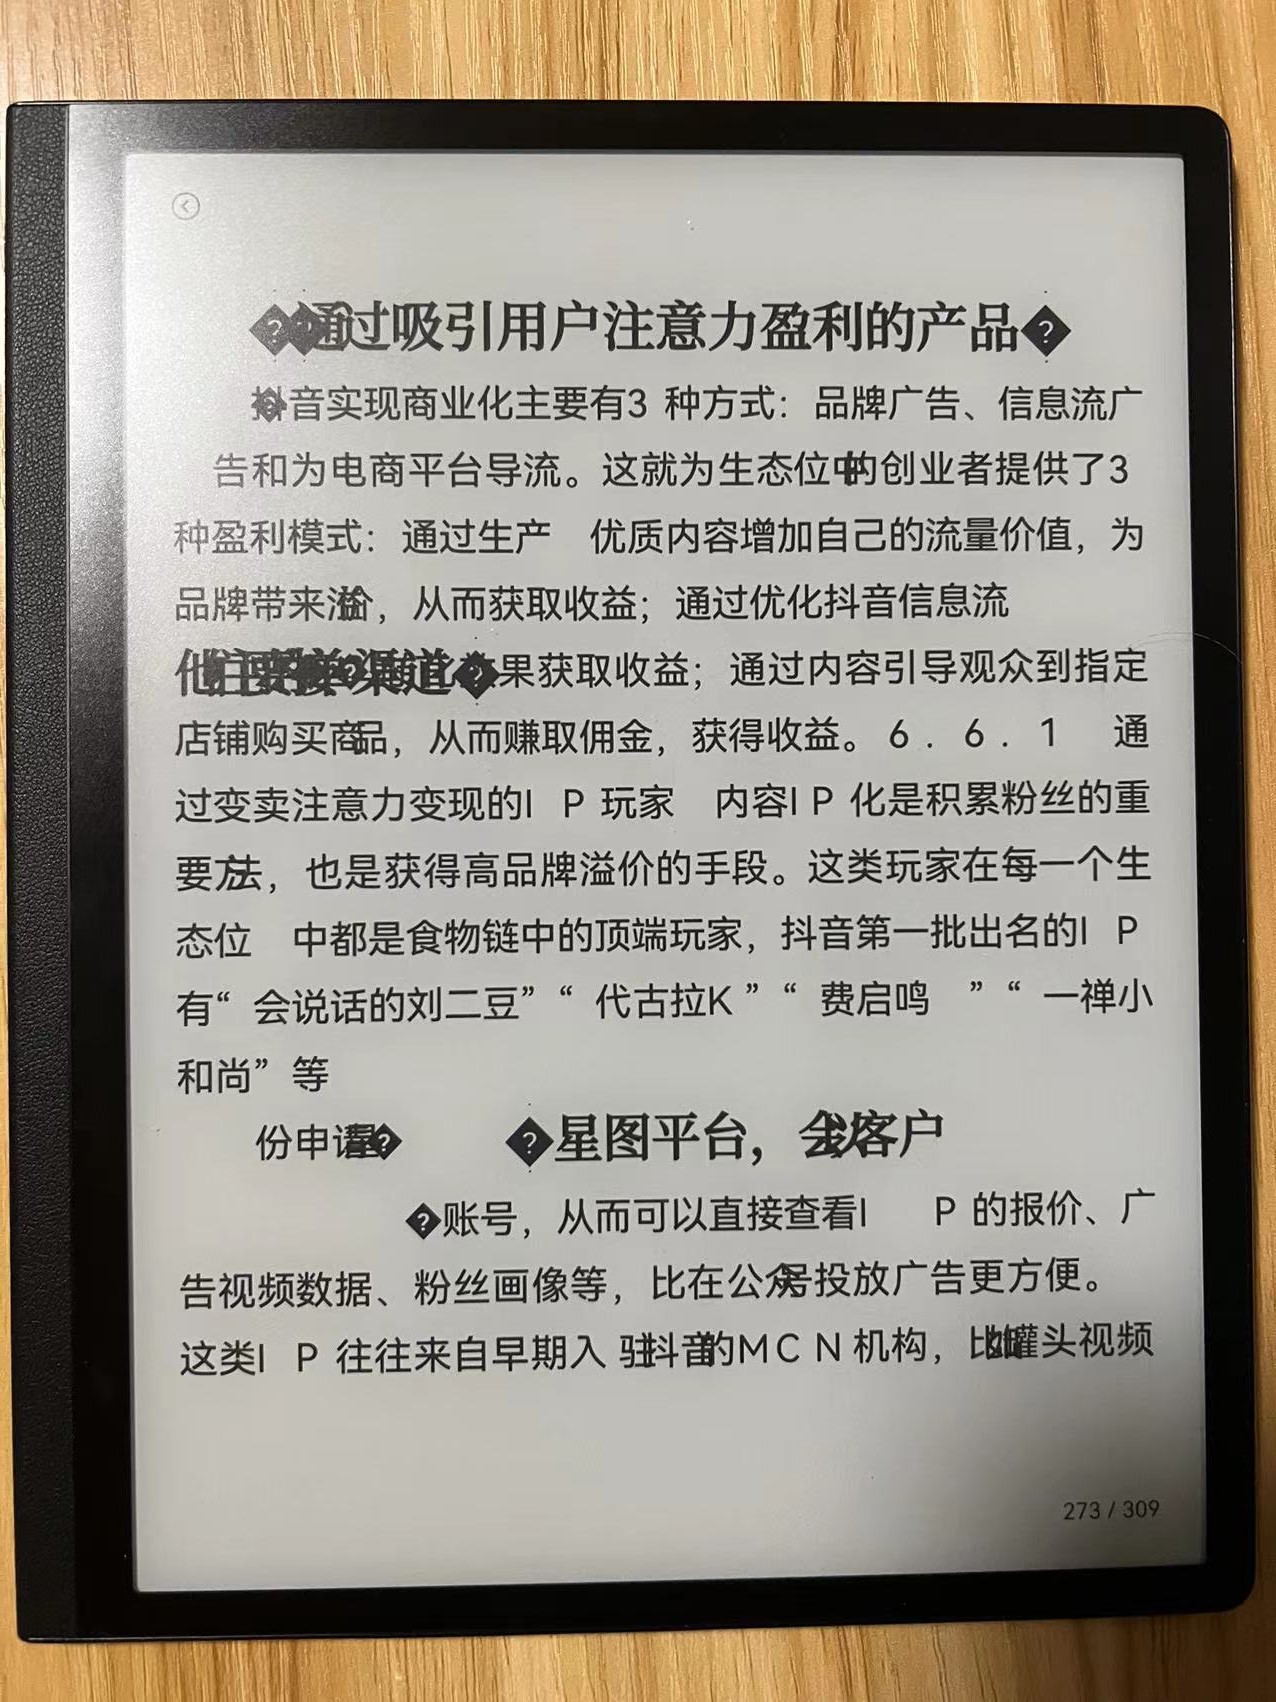 通过吸引用户注意力盈利的产品
音实现商业化主要有3 种方式：品牌广告、信息流广
告和为电商平台导流。这就为生态位中的创业者提供了3
种盈利模式：通过生产 优质内容增加自己的流量价值，为
品牌带来溢价，从而获取收益；通过优化抖音信息流
果获取收益；通过内容引导观众到指定
店铺购买商品，从而赚取佣金，获得收益。6 . 6 . 1 通
过变卖注意力变现的I P 玩家 内容I P 化是积累粉丝的重
要方法，也是获得高品牌溢价的手段。这类玩家在每一个生
态位 中都是食物链中的顶端玩家，抖音第一批出名的I P
有“ 会说话的刘二豆”“ 代古拉K ”“ 费启鸣 ”“ 一禅小
和尚” 等
份申请 星图平台，客户
账号，从而可以直接查看I P 的报价、广
告视频数据、粉丝画像等，比在公众号投放广告更方便。
这类I P 往往来自早期入 驻抖音的M C N 机构，比如罐头视频
273 / 309